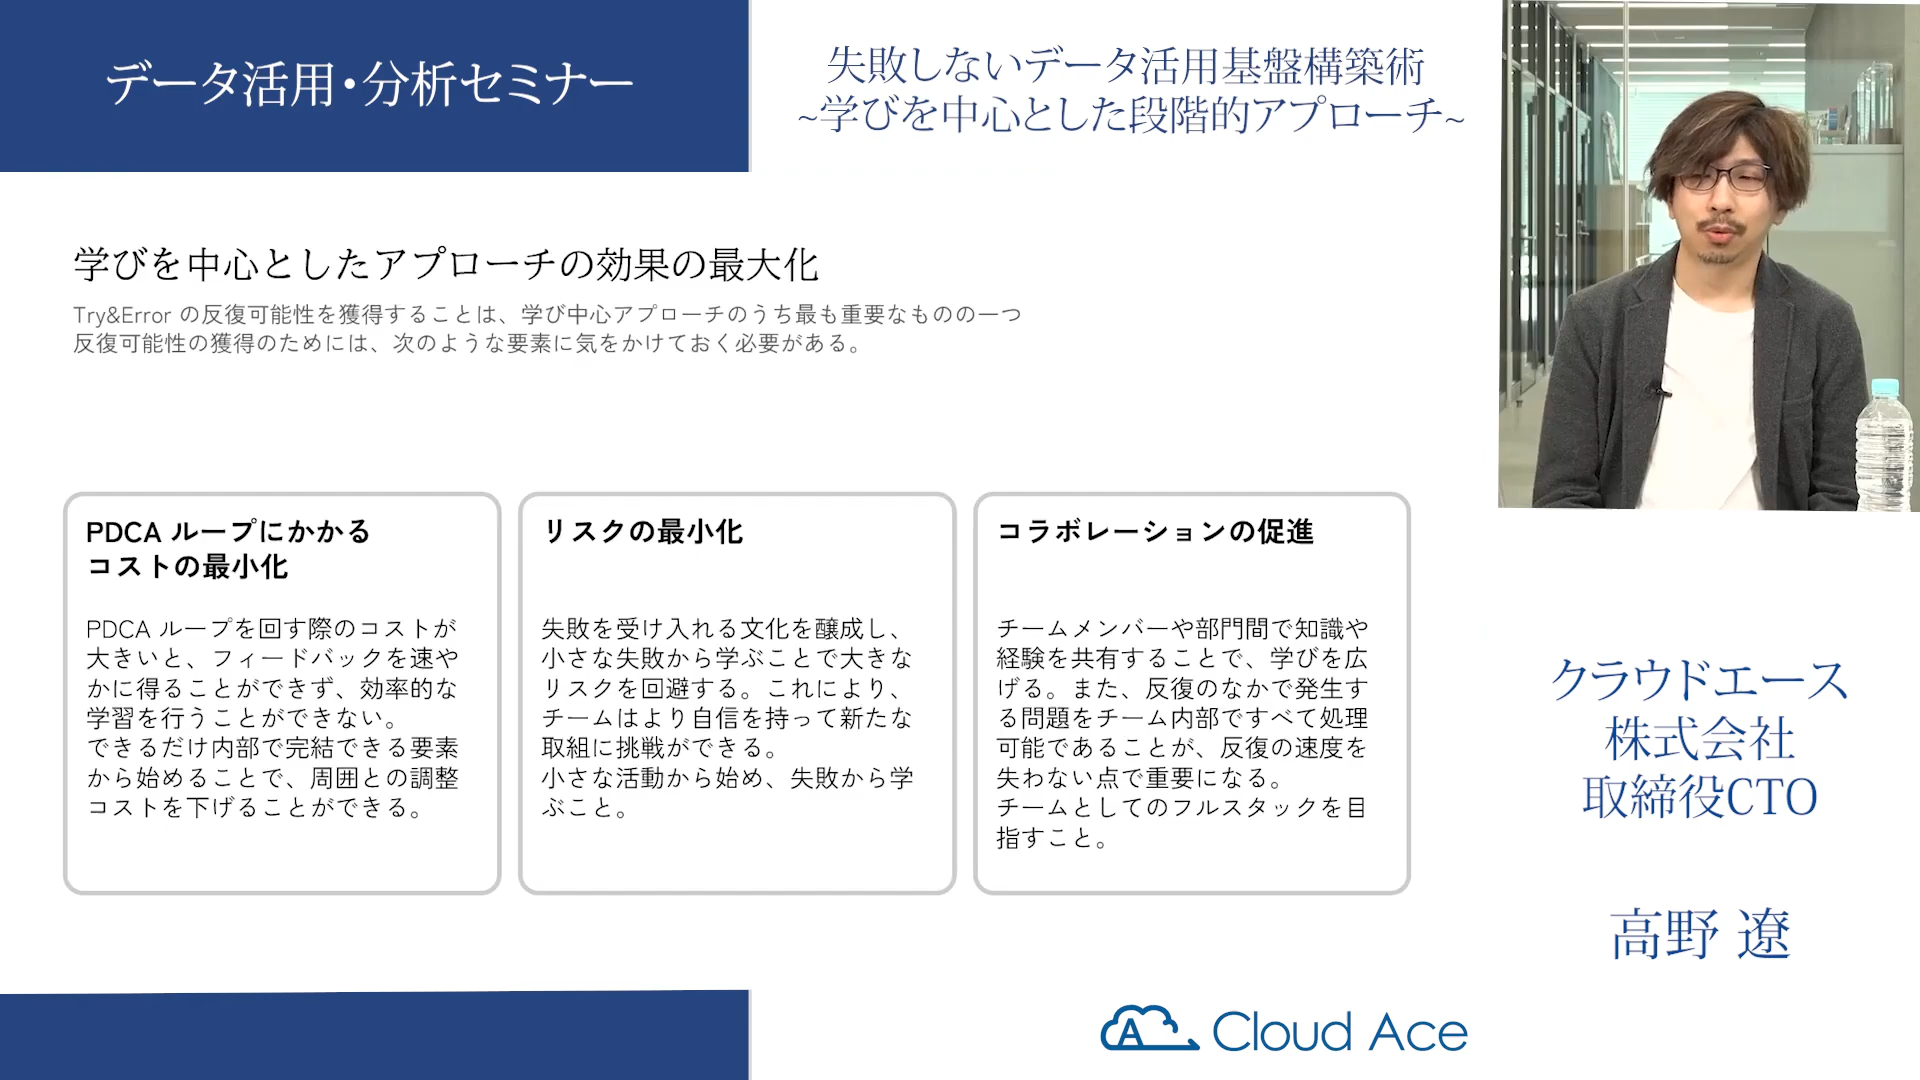 データ活用・分析セミナー
失敗しないデータ活用基盤構築術
~学びを中心とした段階的アプローチ~
学びを中心としたアプローチの効果の最大化
Try&Error の反復可能性を獲得することは、学び中心アプローチのうち最も重要なものの一つ
反復可能性の獲得のためには、次のような要素に気をかけておく必要がある。
PDCA ループにかかる
コストの最小化
PDCA ループを回す際のコストが
大きいと、フィードバックを速や
かに得ることができず、効率的な
学習を行うことができない。
できるだけ内部で完結できる要素
から始めることで、周囲との調整
コストを下げることができる。
リスクの最小化
失敗を受け入れる文化を醸成し、
小さな失敗から学ぶことで大きな
リスクを回避する。これにより、
チームはより自信を持って新たな
取組に挑戦ができる。
小さな活動から始め、失敗から学
ぶこと。
コラボレーションの促進
チームメンバーや部門間で知識や
経験を共有することで、学びを広
げる。また、反復のなかで発生す
る問題をチーム内部ですべて処理
可能であることが、反復の速度を
失わない点で重要になる。
チームとしてのフルスタックを目
指すこと。
クラウドエース
株式会社
取締役CTO
高野 遼
A Cloud Ace